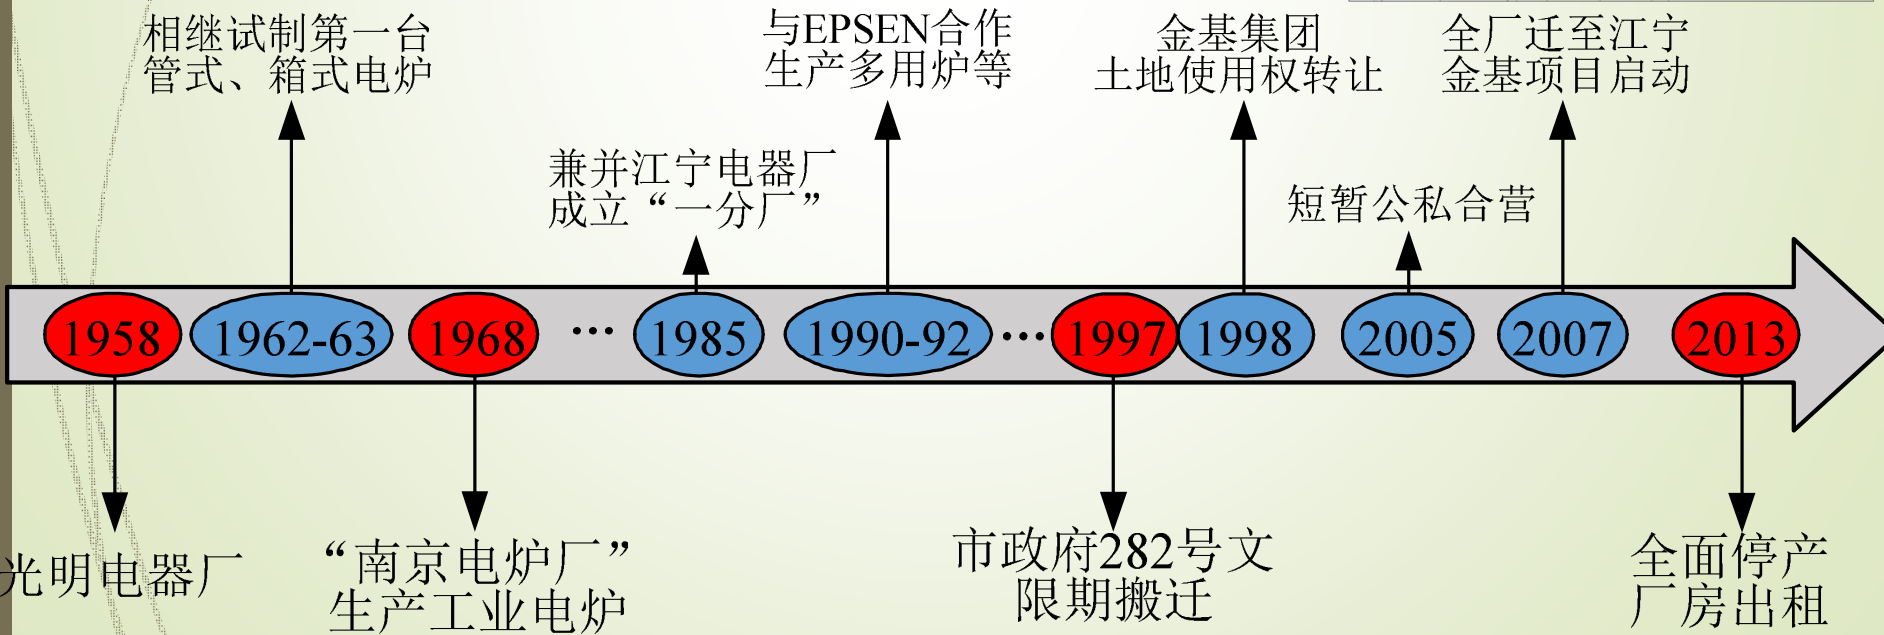 相继试制第一台
管式、箱式电炉
与EPSEN合作
生产多用炉等
金基集团
土地使用权转让
全厂迁至江宁
金基项目启动
兼并江宁电器厂
成立“一分厂”
短暂公私合营
1958
1962-63
1968
...
1985
1990-92
...
1997
1998
2005
2007
2013
光明电器厂
“南京电炉厂”
生产工业电炉
市政府282号文
限期搬迁
全面停产
厂房出租